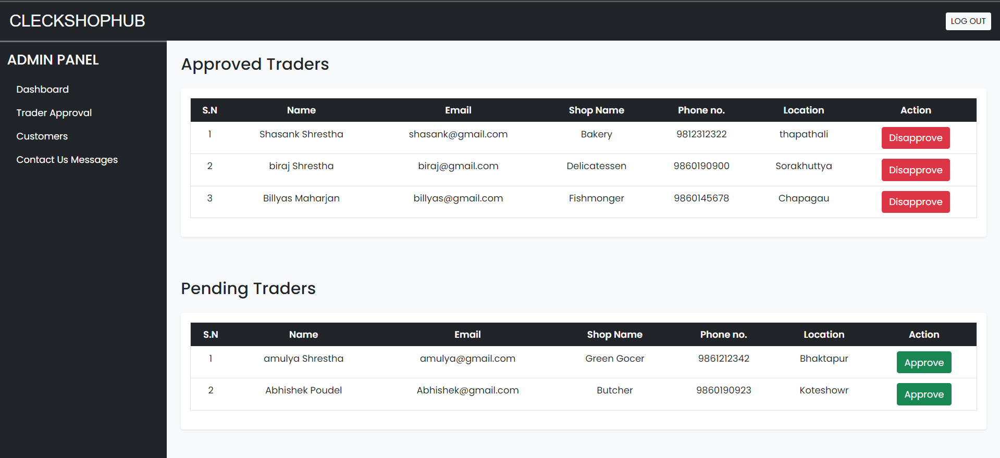 CLECKSHOPHUB
LOG OUT
ADMIN PANEL
Dashboard
Trader Approval
Customers
Contact Us Messages
Approved Traders
S.N Name Email Shop Name Phone no. Location Action
1 Shasank Shrestha shasank@gmail.com Bakery 9812312322 thapathali Disapprove
2 biraj Shrestha biraj@gmail.com Delicatessen 9860190900 Sorakhuttya Disapprove
3 Billyas Maharjan billyas@gmail.com Fishmonger 9860145678 Chapagau Disapprove
Pending Traders
S.N Name Email Shop Name Phone no. Location Action
1 amulya Shrestha amulya@gmail.com Green Gocer 9861212342 Bhaktapur Approve
2 Abhishek Poudel Abhishek@gmail.com Butcher 9860190923 Koteshowr Approve